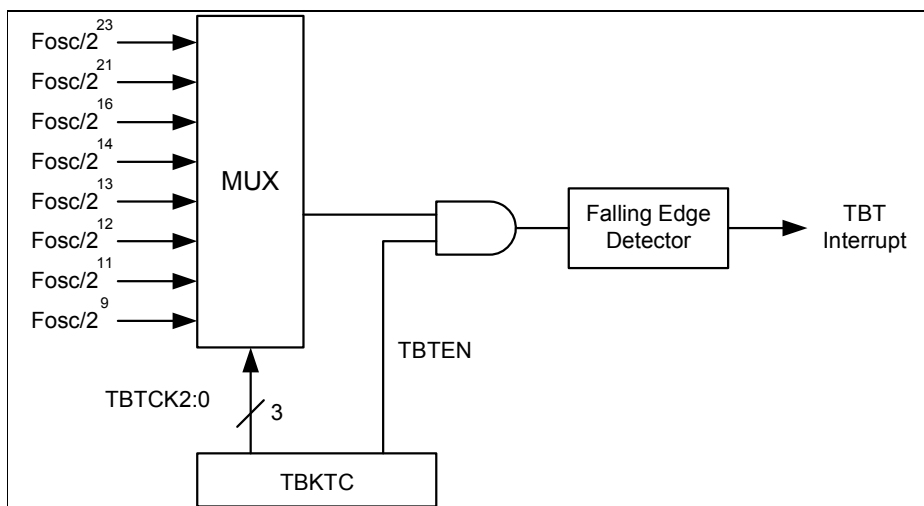 Fosc/2^23
Fosc/2^21
Fosc/2^16
Fosc/2^14
Fosc/2^13
Fosc/2^12
Fosc/2^11
Fosc/2^9
MUX
Falling Edge
Detector
TBT
Interrupt
TBTEN
TBTCK2:0
3
TBKTC